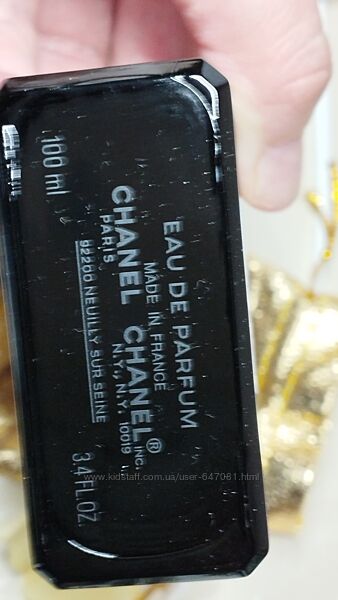 EAU DE PARFUM
MADE IN FRANCE
CHANEL CHANEL® INC.
PARIS N.Y., N.Y. 10019
92200 NEUILLY SUR SEINE
100 ml 3.4 FL.OZ.
www.kidstaff.com.ua/user-647081.html